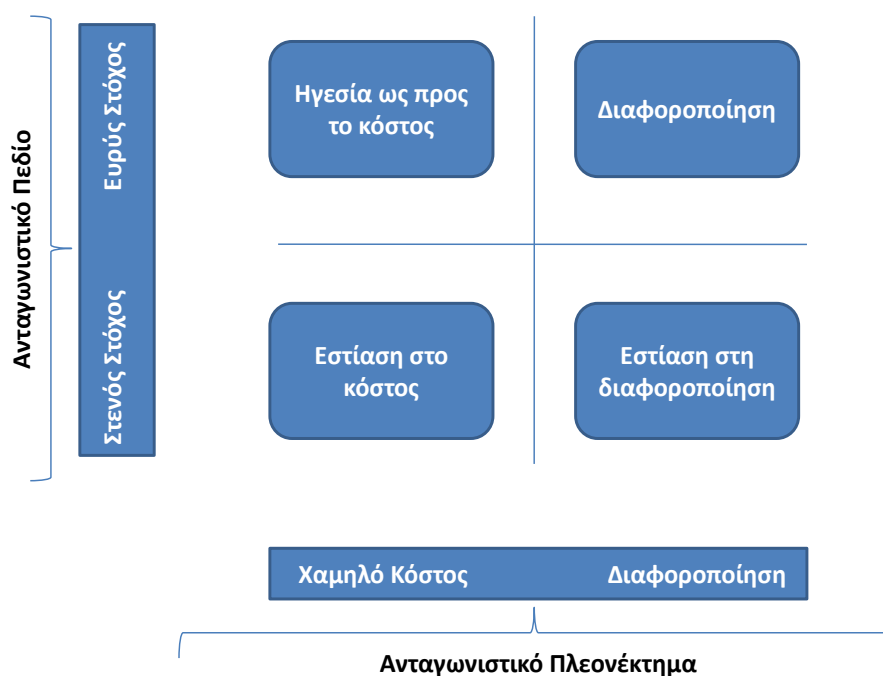 Ανταγωνιστικό Πεδίο
Ευρύς Στόχος
Στενός Στόχος
Ηγεσία ως προς
το κόστος
Διαφοροποίηση
Εστίαση στο
κόστος
Εστίαση στη
διαφοροποίηση
Χαμηλό Κόστος
Διαφοροποίηση
Ανταγωνιστικό Πλεονέκτημα